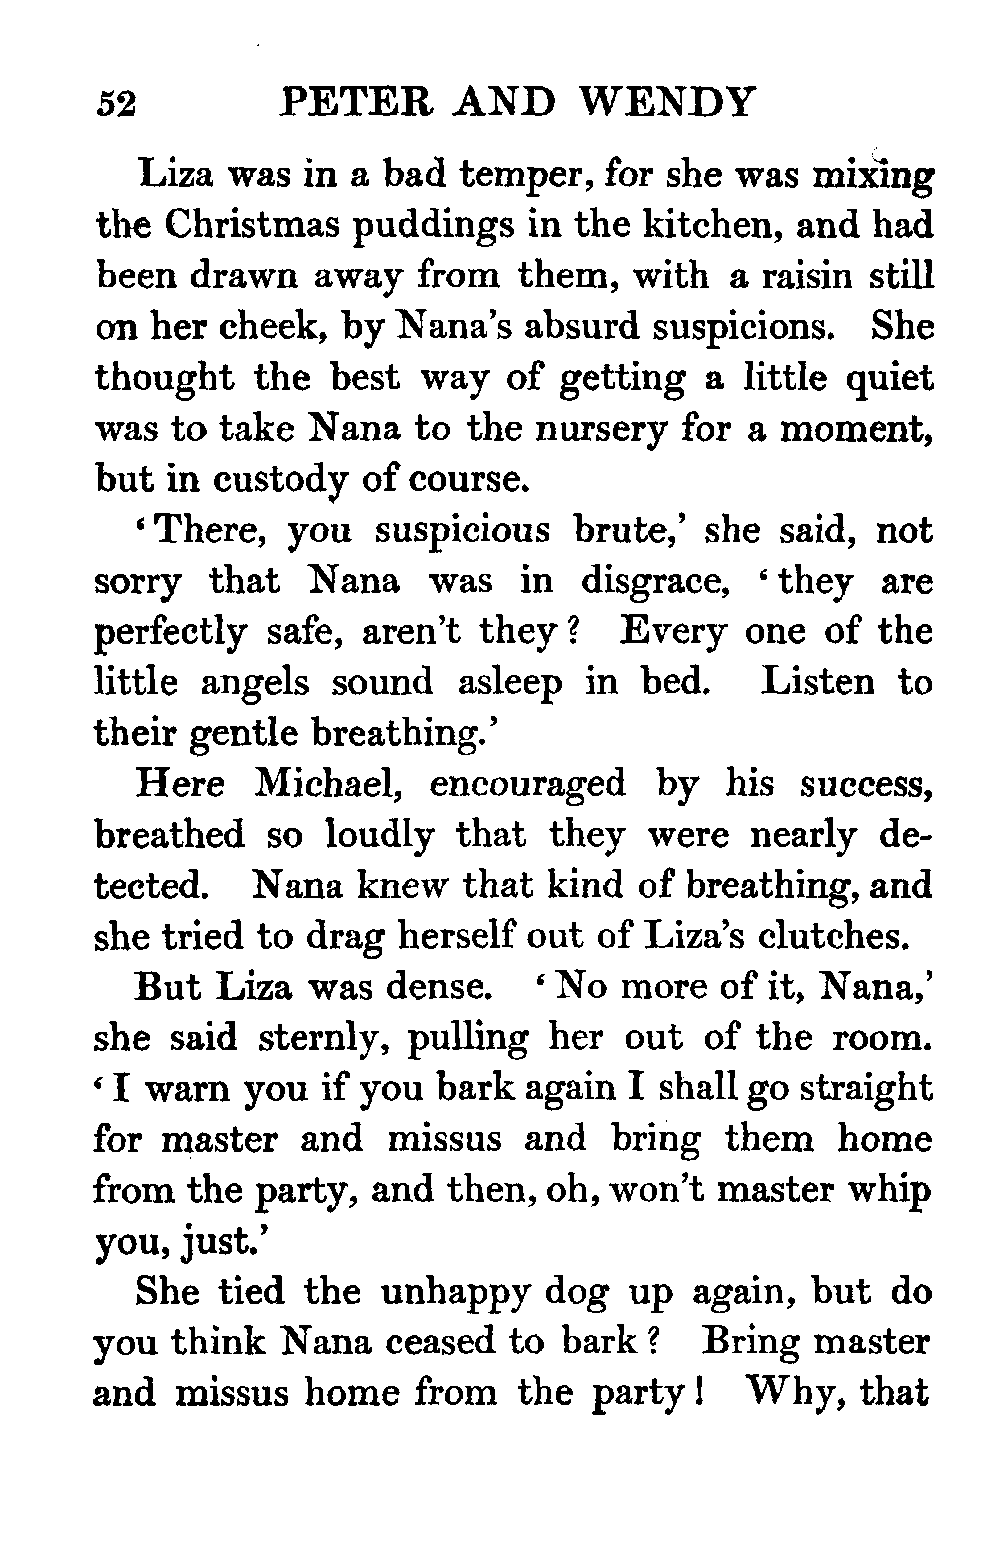 52 PETER AND WENDY
Liza was in a bad temper, for she was mixing
the Christmas puddings in the kitchen, and had
been drawn away from them, with a raisin still
on her cheek, by Nana's absurd suspicions. She
thought the best way of getting a little quiet
was to take Nana to the nursery for a moment,
but in custody of course.
‘There, you suspicious brute,’ she said, not
sorry that Nana was in disgrace, ‘they are
perfectly safe, aren't they? Every one of the
little angels sound asleep in bed. Listen to
their gentle breathing.’
Here Michael, encouraged by his success,
breathed so loudly that they were nearly de-
tected. Nana knew that kind of breathing, and
she tried to drag herself out of Liza's clutches.
But Liza was dense. ‘No more of it, Nana,’
she said sternly, pulling her out of the room.
‘I warn you if you bark again I shall go straight
for master and missus and bring them home
from the party, and then, oh, won't master whip
you, just.’
She tied the unhappy dog up again, but do
you think Nana ceased to bark? Bring master
and missus home from the party! Why, that